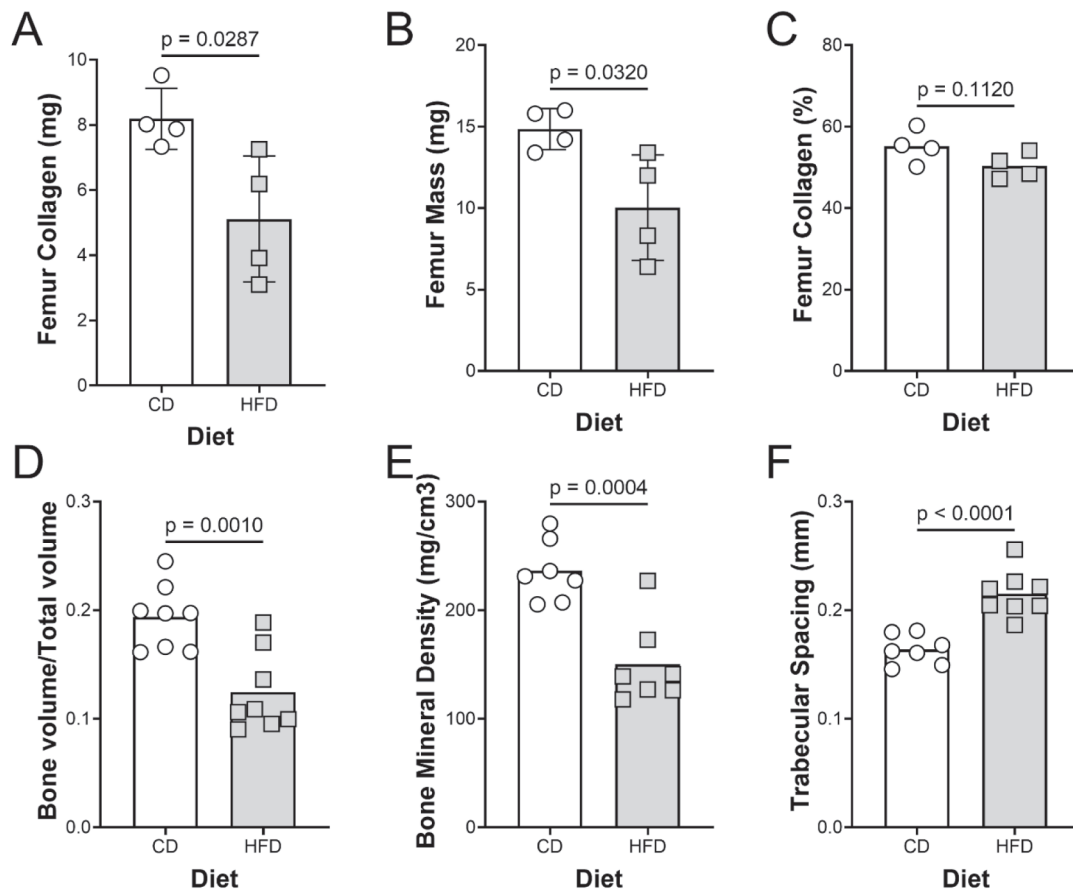 A
p = 0.0287
Femur Collagen (mg)
10
8
6
4
2
0
CD
HFD
Diet
B
p = 0.0320
Femur Mass (mg)
20
15
10
5
0
CD
HFD
Diet
C
p = 0.1120
Femur Collagen (%)
80
60
40
20
0
CD
HFD
Diet
D
p = 0.0010
Bone volume/Total volume
0.3
0.2
0.1
0.0
CD
HFD
Diet
E
p = 0.0004
Bone Mineral Density (mg/cm3)
300
200
100
0
CD
HFD
Diet
F
p < 0.0001
Trabecular Spacing (mm)
0.3
0.2
0.1
0.0
CD
HFD
Diet